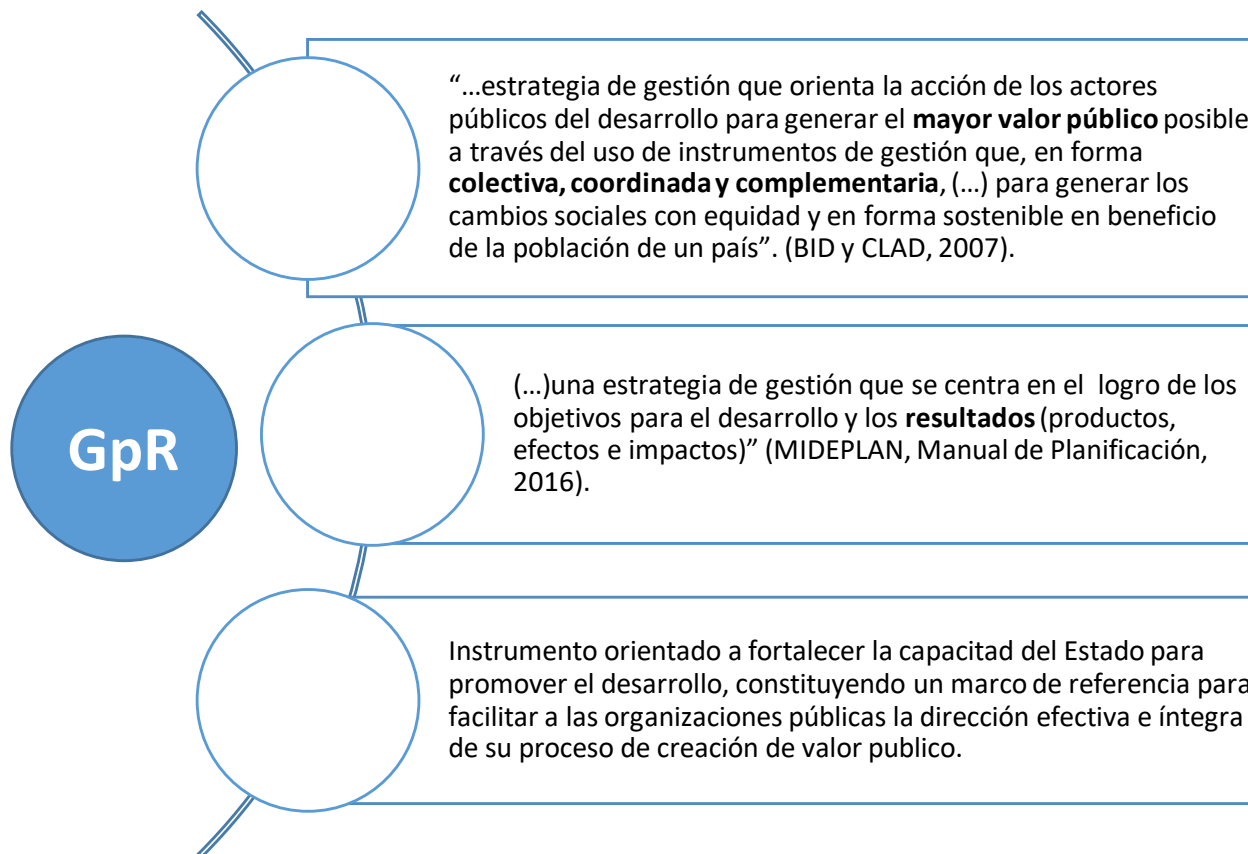 “…estrategia de gestión que orienta la acción de los actores
públicos del desarrollo para generar el mayor valor público posible
a través del uso de instrumentos de gestión que, en forma
colectiva, coordinada y complementaria, (…) para generar los
cambios sociales con equidad y en forma sostenible en beneficio
de la población de un país”. (BID y CLAD, 2007).
GpR
(…)una estrategia de gestión que se centra en el logro de los
objetivos para el desarrollo y los resultados (productos,
efectos e impactos)” (MIDEPLAN, Manual de Planificación,
2016).
Instrumento orientado a fortalecer la capacidad del Estado para
promover el desarrollo, constituyendo un marco de referencia para
facilitar a las organizaciones públicas la dirección efectiva e íntegra
de su proceso de creación de valor publico.